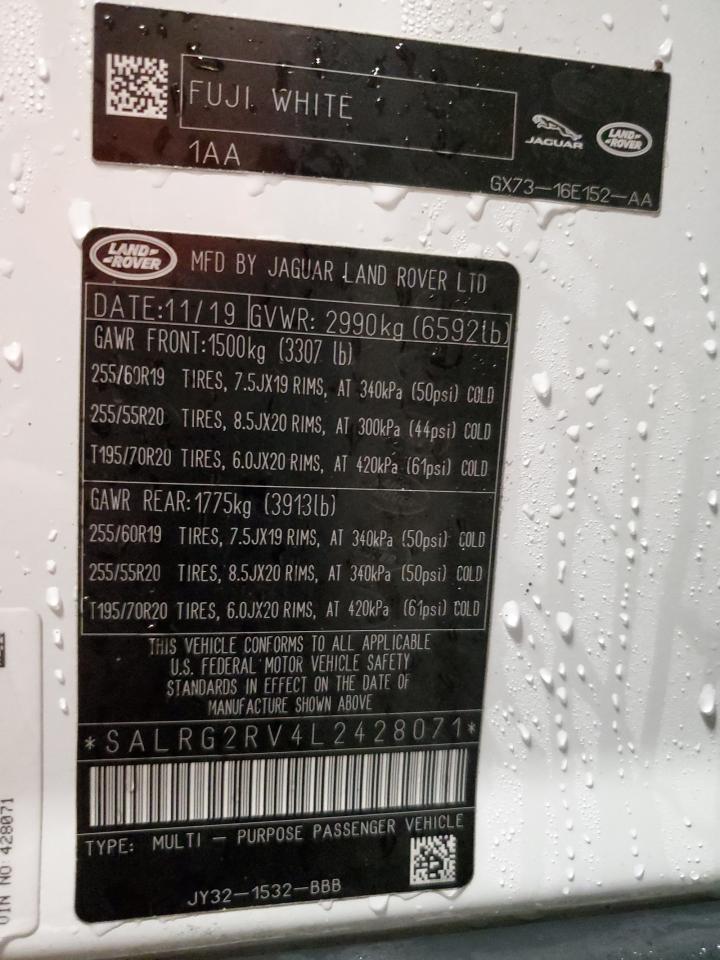 FUJI WHITE
1AA
JAGUAR
LAND ROVER
GX73-16E152-AA
LAND ROVER
MFD BY JAGUAR LAND ROVER LTD
DATE:11/19 GVWR: 2990kg (6592lb)
GAWR FRONT:1500kg (3307 lb)
255/60R19 TIRES, 7.5JX19 RIMS, AT 340kPa (50psi) COLD
255/55R20 TIRES, 8.5JX20 RIMS, AT 300kPa (44psi) COLD
T195/70R20 TIRES, 6.0JX20 RIMS, AT 420kPa (61psi) COLD
GAWR REAR:1775kg (3913lb)
255/60R19 TIRES, 7.5JX19 RIMS, AT 340kPa (50psi) COLD
255/55R20 TIRES, 8.5JX20 RIMS, AT 340kPa (50psi) COLD
T195/70R20 TIRES, 6.0JX20 RIMS, AT 420kPa (61psi) COLD
THIS VEHICLE CONFORMS TO ALL APPLICABLE
U.S. FEDERAL MOTOR VEHICLE SAFETY
STANDARDS IN EFFECT ON THE DATE OF
MANUFACTURE SHOWN ABOVE
*SALRG2RV4L2428071*
TYPE: MULTI - PURPOSE PASSENGER VEHICLE
JY32-1532-BBB
VIN NO 428071